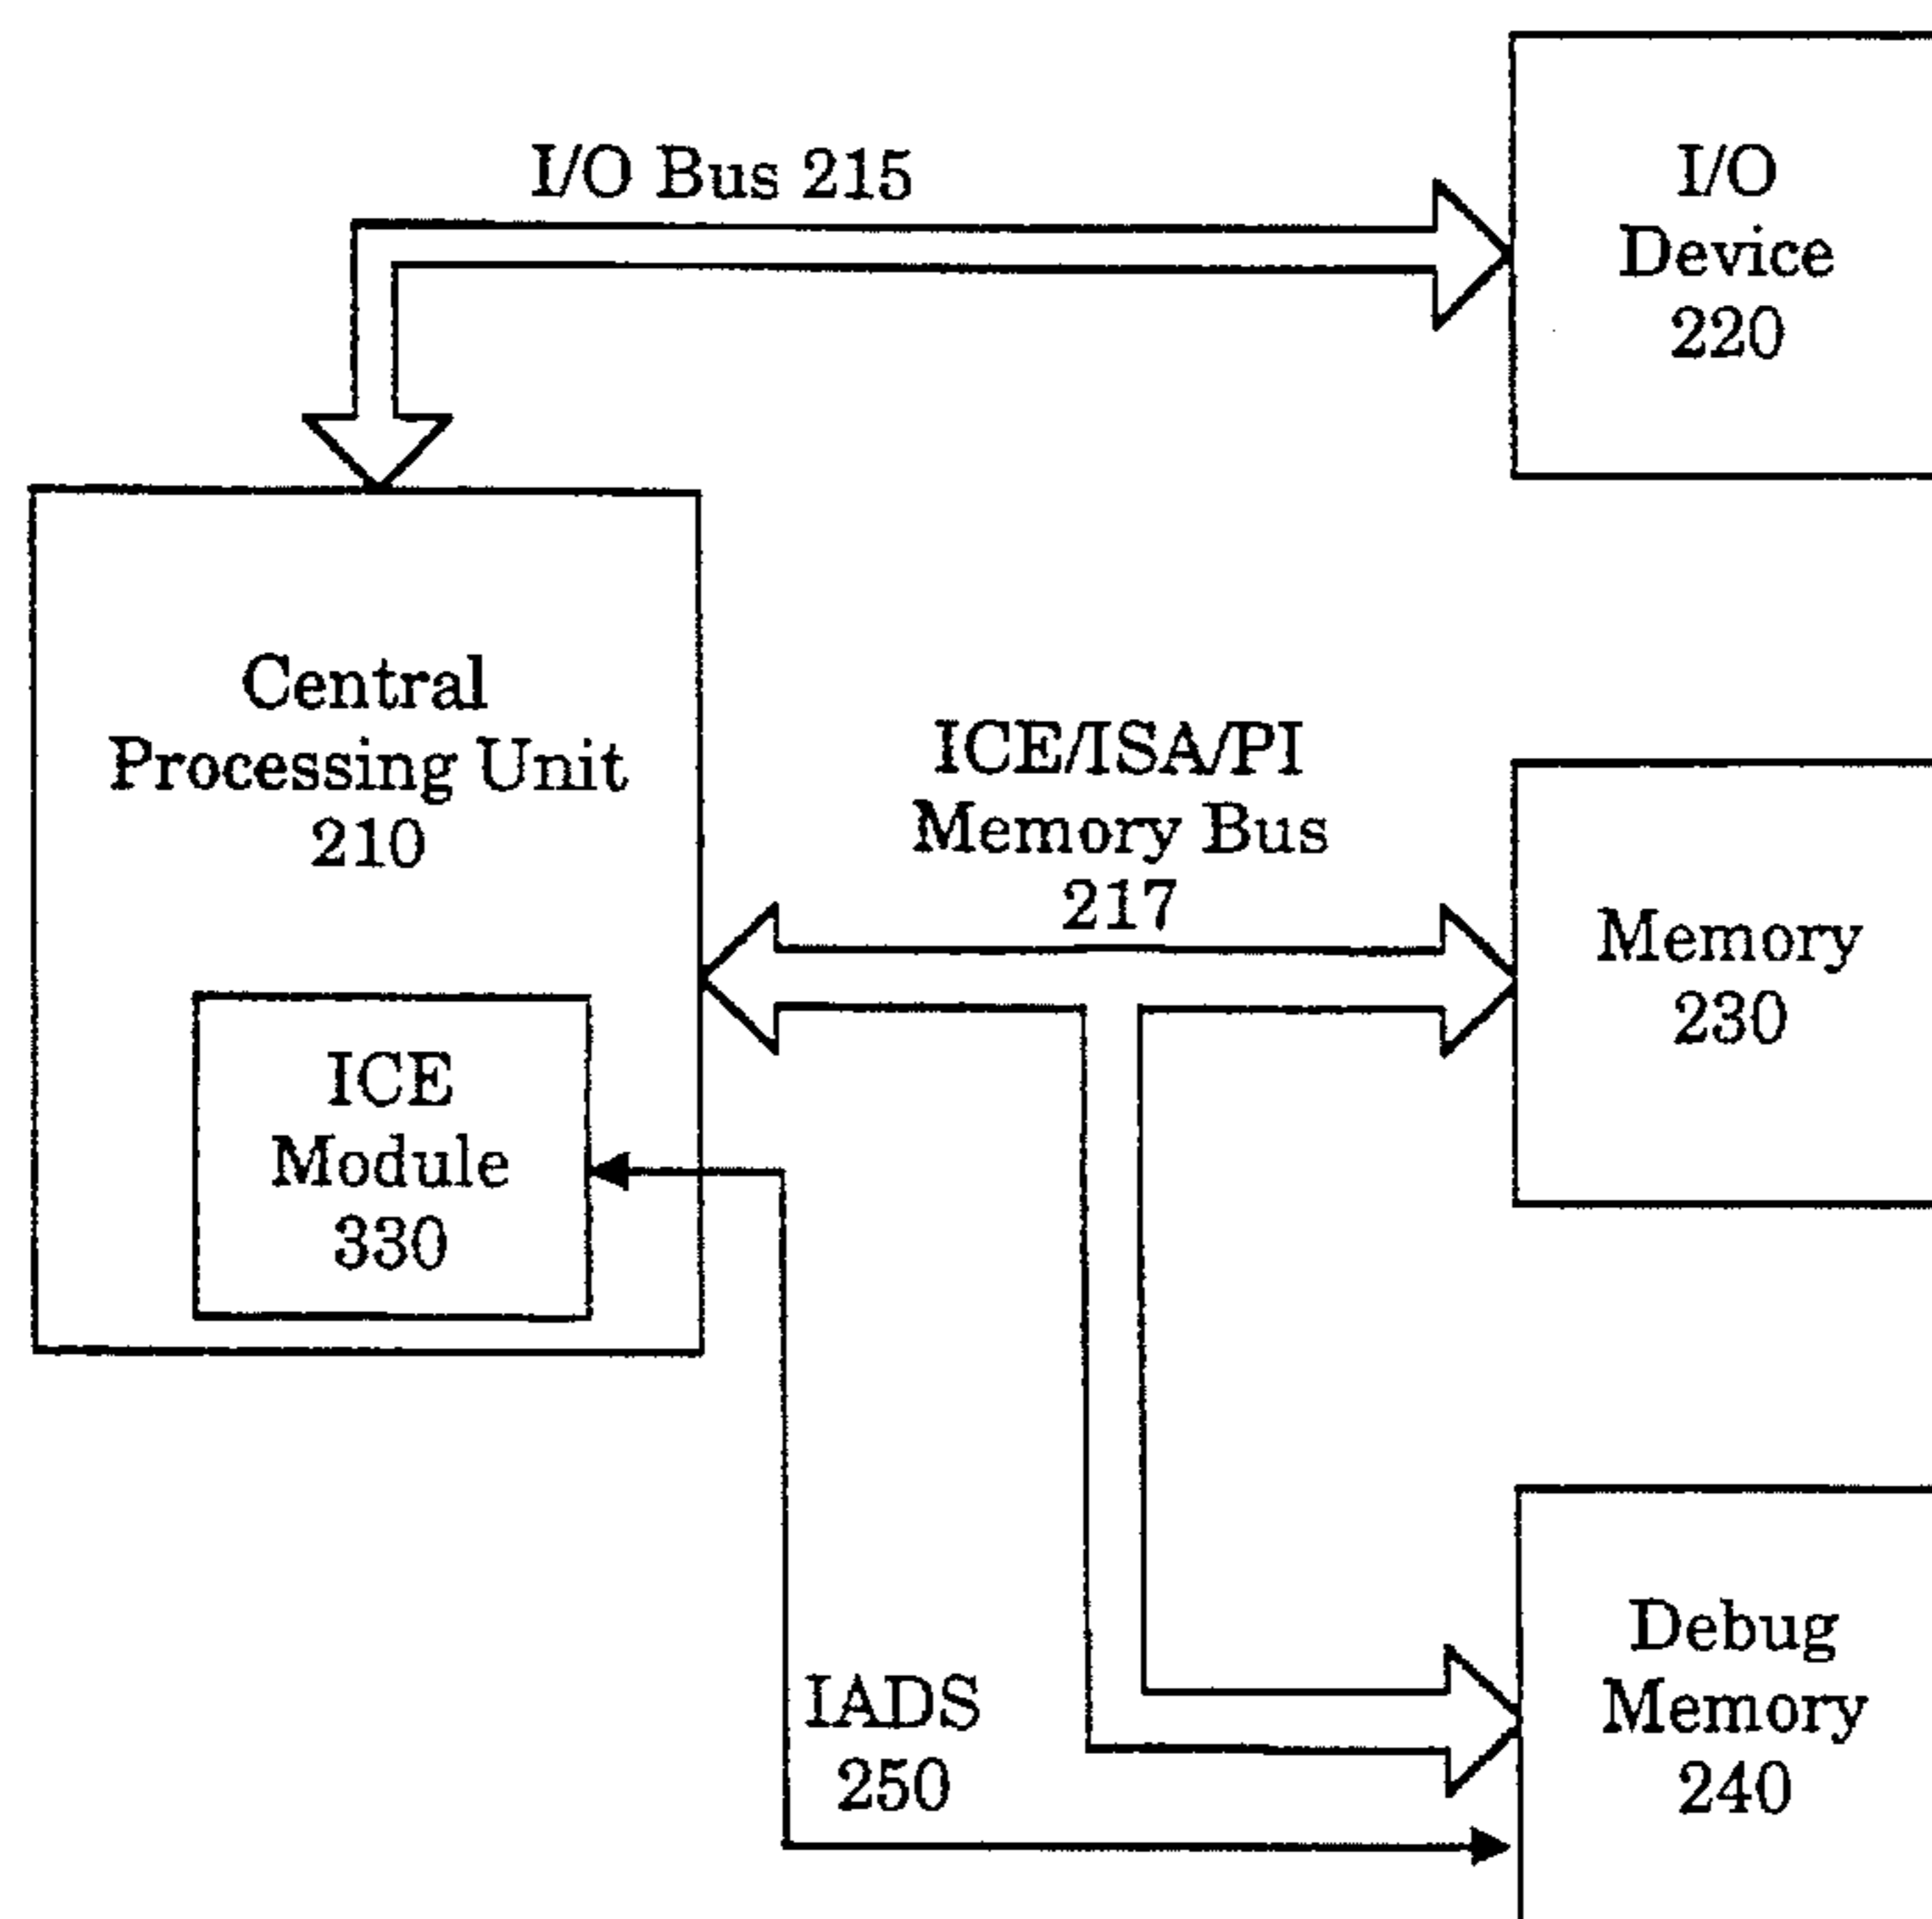 I/O Bus 215
I/O
Device
220
Central
Processing Unit
210
ICE/ISA/PI
Memory Bus
217
Memory
230
ICE
Module
330
IADS
250
Debug
Memory
240